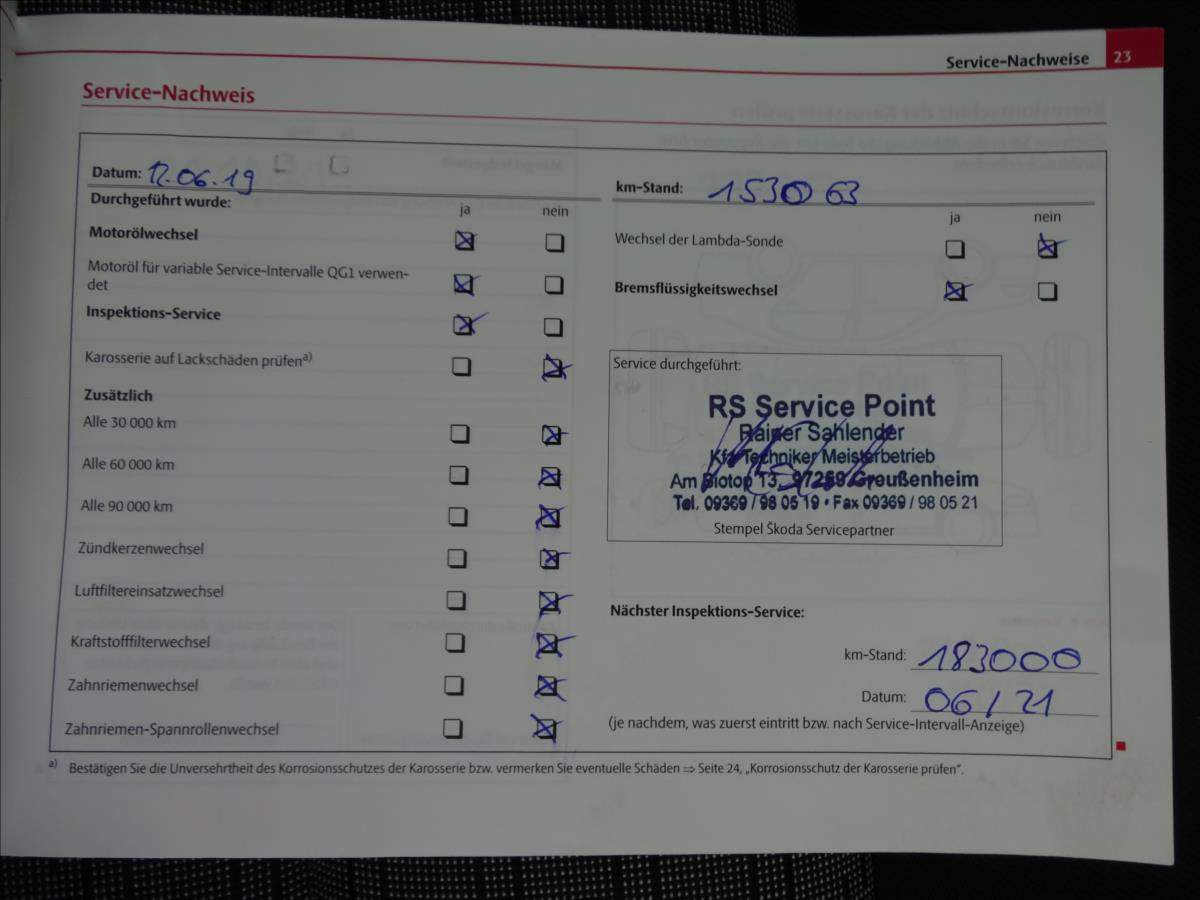 Service-Nachweise 23
Service-Nachweis
Datum: 12.06.19
Durchgeführt wurde:
ja nein
Motorölwechsel
Motoröl für variable Service-Intervalle QG1 verwen-
det
Inspektions-Service
Karosserie auf Lackschäden prüfena)
Zusätzlich
Alle 30 000 km
Alle 60 000 km
Alle 90 000 km
Zündkerzenwechsel
Luftfiltereinsatzwechsel
Kraftstofffilterwechsel
Zahnriemenwechsel
Zahnriemen-Spannrollenwechsel
km-Stand: 153063
ja nein
Wechsel der Lambda-Sonde
Bremsflüssigkeitswechsel
Service durchgeführt:
RS Service Point
Rainer Sahlender
Kfz Techniker Meisterbetrieb
Am Biotop 13, 97259 Greußenheim
Tel. 09369 / 98 05 19 • Fax 09369 / 98 05 21
Stempel Škoda Servicepartner
Nächster Inspektions-Service:
km-Stand: 183000
Datum: 06/21
(je nachdem, was zuerst eintritt bzw. nach Service-Intervall-Anzeige)
a) Bestätigen Sie die Unversehrtheit des Korrosionsschutzes der Karosserie bzw. vermerken Sie eventuelle Schäden ⇒ Seite 24, „Korrosionsschutz der Karosserie prüfen“.